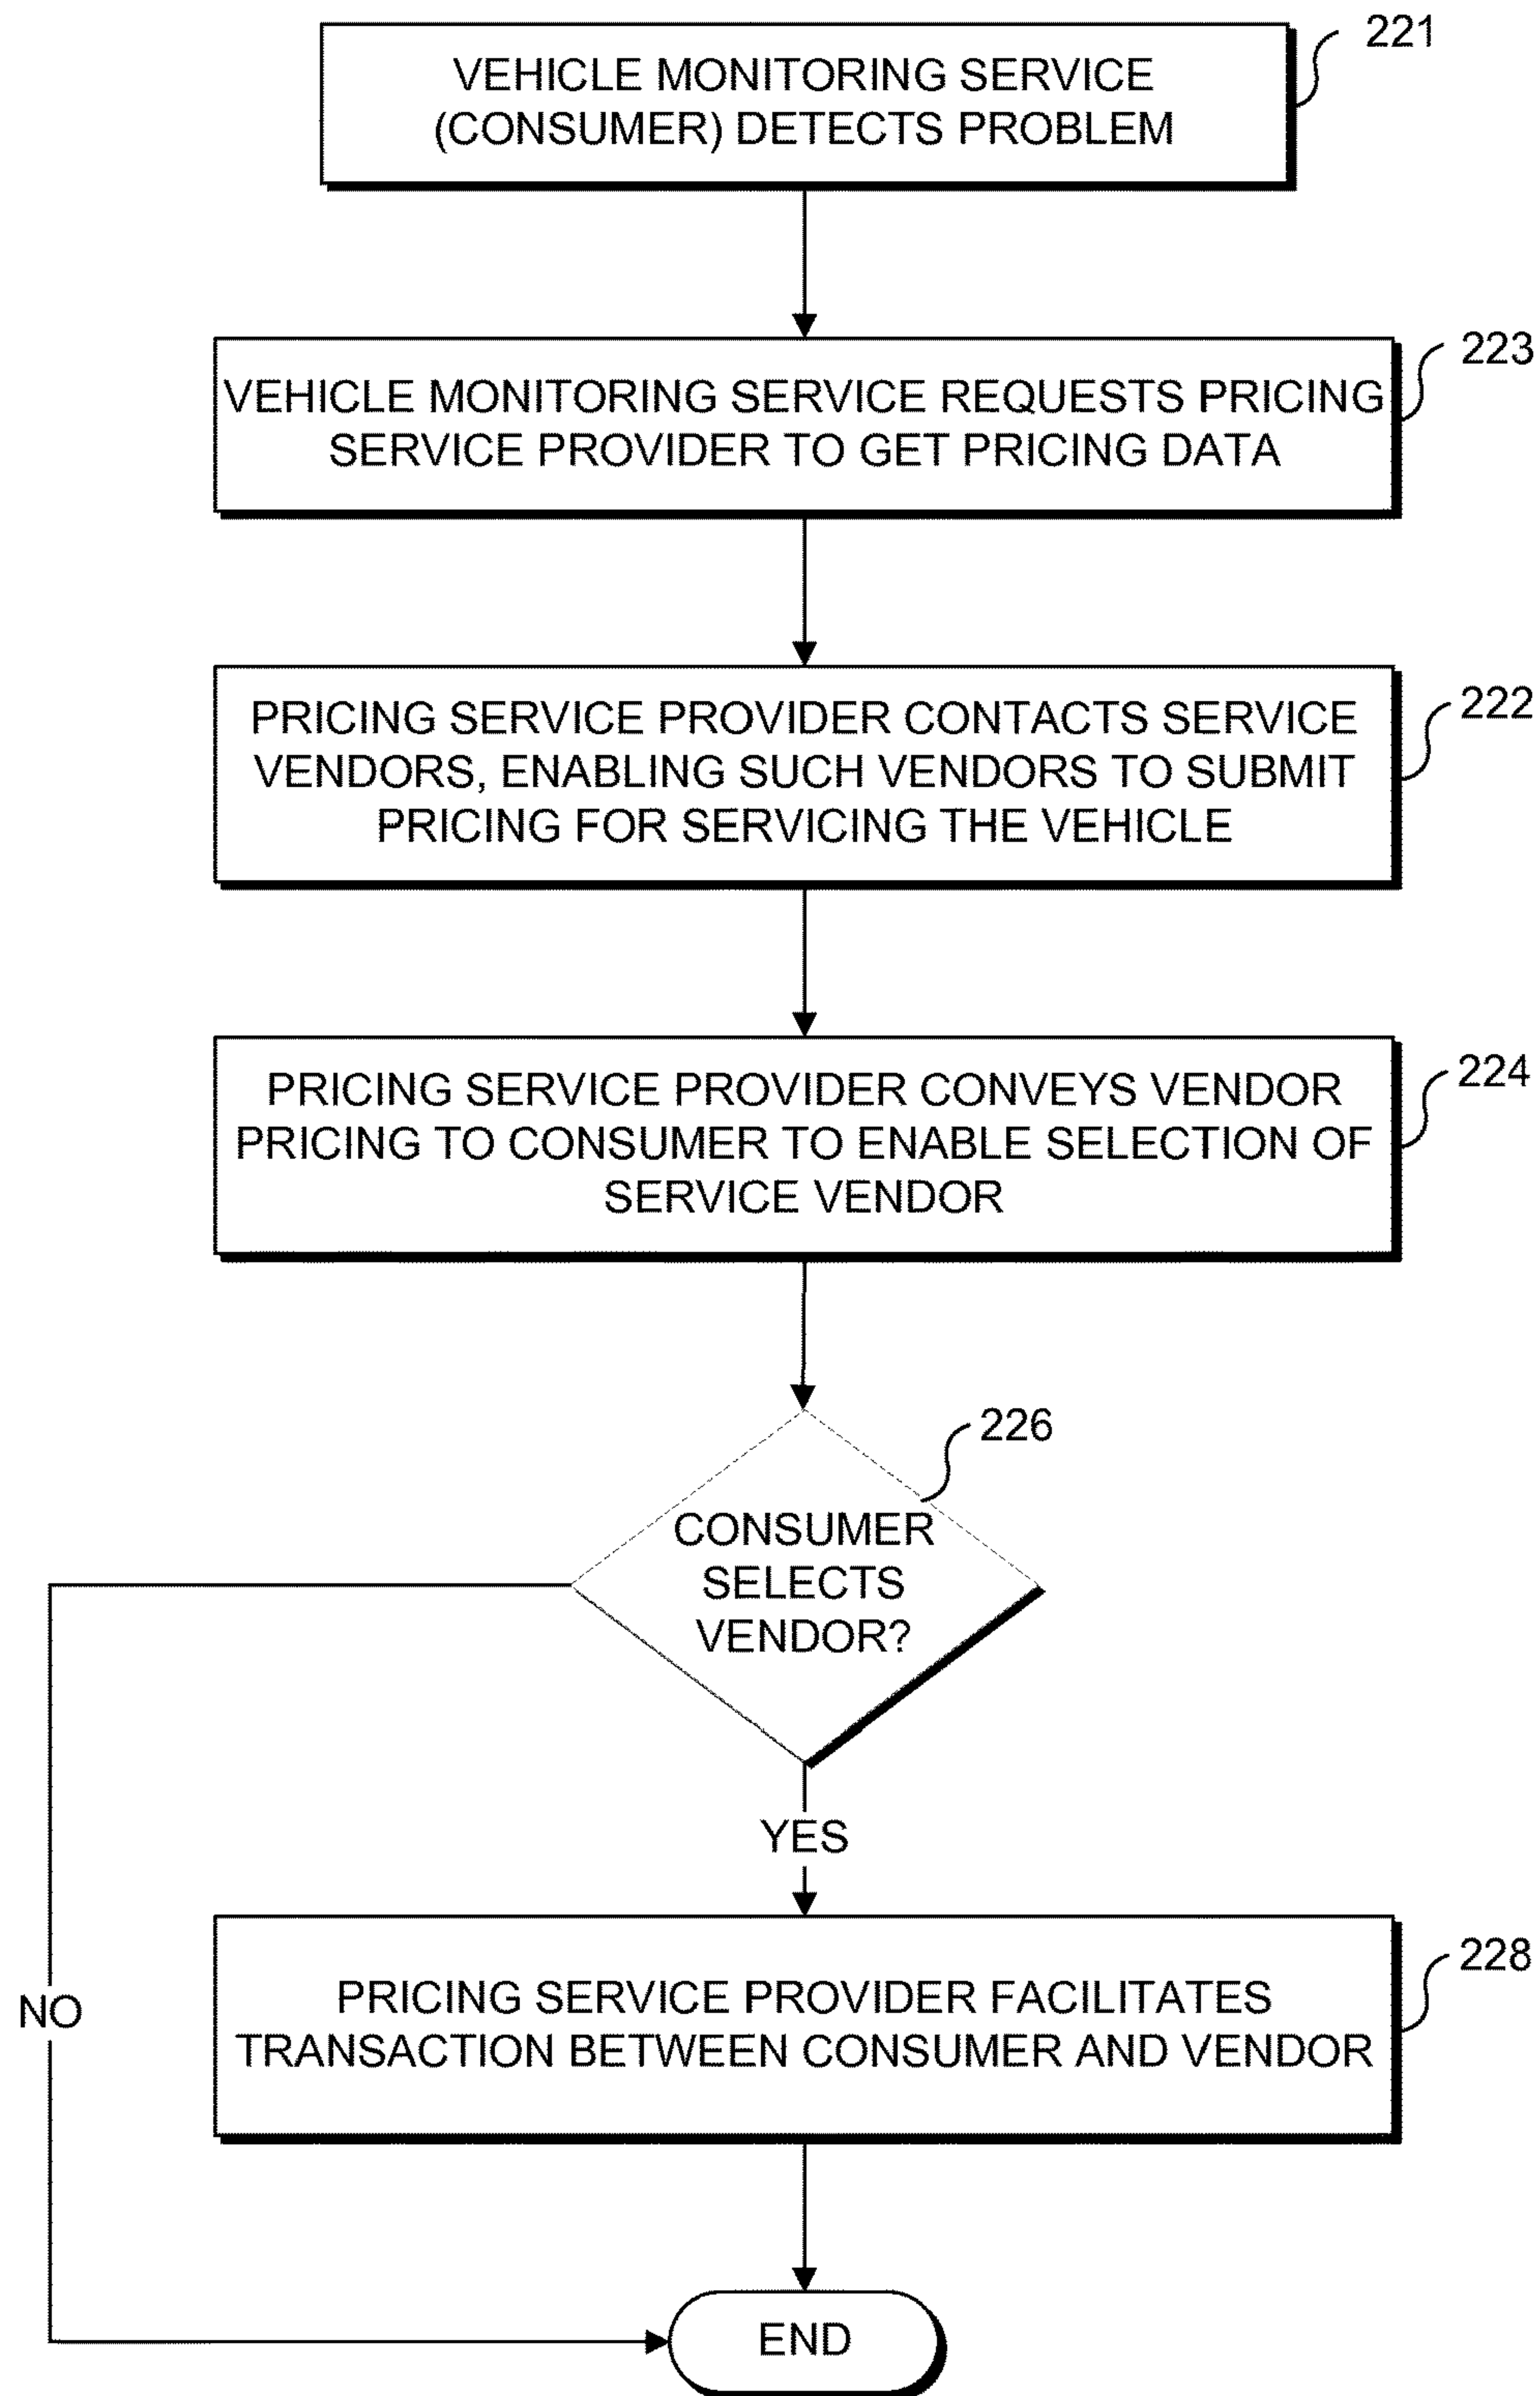 221
VEHICLE MONITORING SERVICE
(CONSUMER) DETECTS PROBLEM
223
VEHICLE MONITORING SERVICE REQUESTS PRICING
SERVICE PROVIDER TO GET PRICING DATA
222
PRICING SERVICE PROVIDER CONTACTS SERVICE
VENDORS, ENABLING SUCH VENDORS TO SUBMIT
PRICING FOR SERVICING THE VEHICLE
224
PRICING SERVICE PROVIDER CONVEYS VENDOR
PRICING TO CONSUMER TO ENABLE SELECTION OF
SERVICE VENDOR
226
CONSUMER
SELECTS
VENDOR?
YES
228
PRICING SERVICE PROVIDER FACILITATES
TRANSACTION BETWEEN CONSUMER AND VENDOR
NO
END